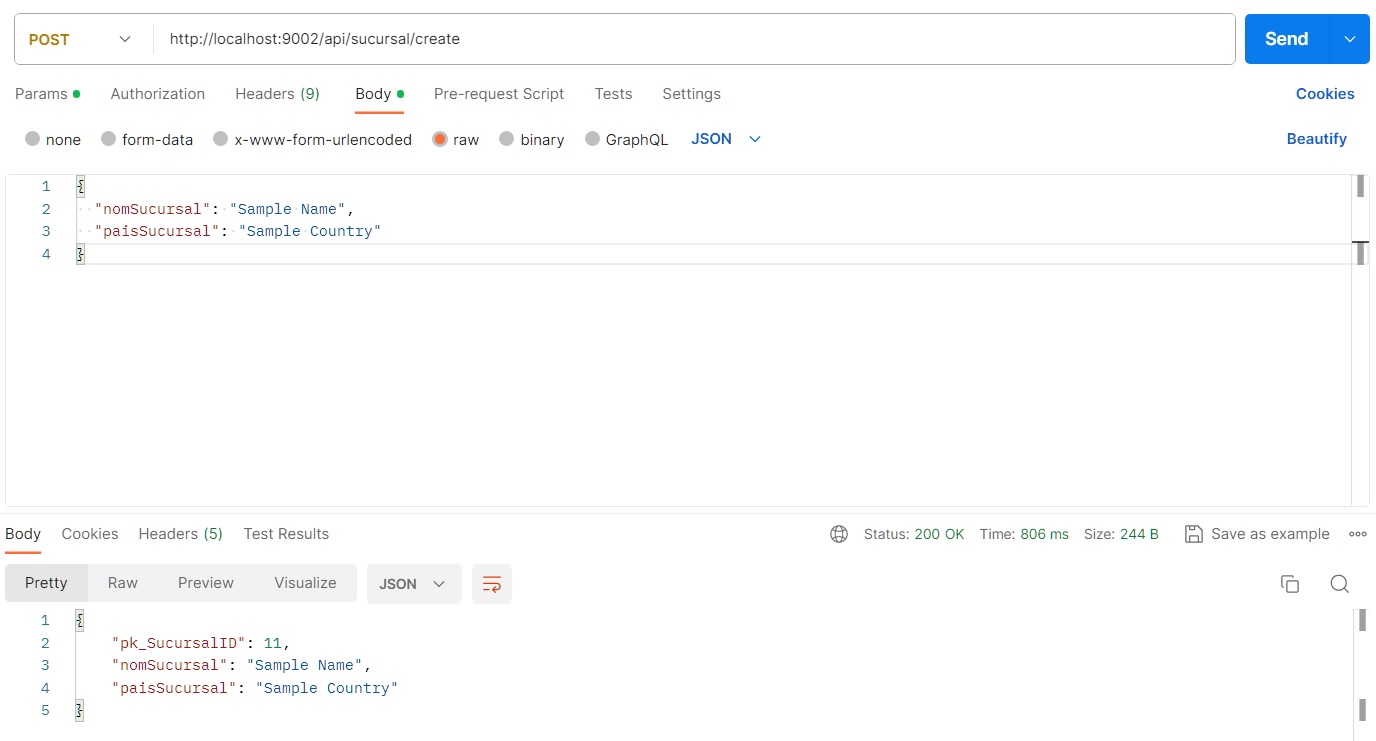 POST http://localhost:9002/api/sucursal/create Send
Params Authorization Headers (9) Body Pre-request Script Tests Settings Cookies
none form-data x-www-form-urlencoded raw binary GraphQL JSON Beautify
1 {
2 "nomSucursal": "Sample Name",
3 "paisSucursal": "Sample Country"
4 }
Body Cookies Headers (5) Test Results Status: 200 OK Time: 806 ms Size: 244 B Save as example
Pretty Raw Preview Visualize JSON
1 {
2 "pk_SucursalID": 11,
3 "nomSucursal": "Sample Name",
4 "paisSucursal": "Sample Country"
5 }